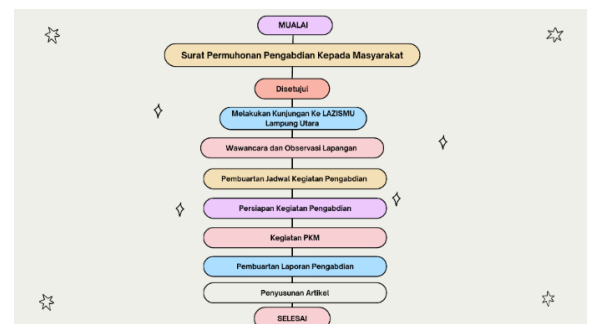 MUALAI
Surat Permuhonan Pengabdian Kepada Masyarakat
Disetujui
Melakukan Kunjungan Ke LAZISMU
Lampung Utara
Wawancara dan Observasi Lapangan
Pembuartan Jadwal Kegiatan Pengabdian
Persiapan Kegiatan Pengabdian
Kegiatan PKM
Pembuartan Laporan Pengabdian
Penyusunan Artikel
SELESAI